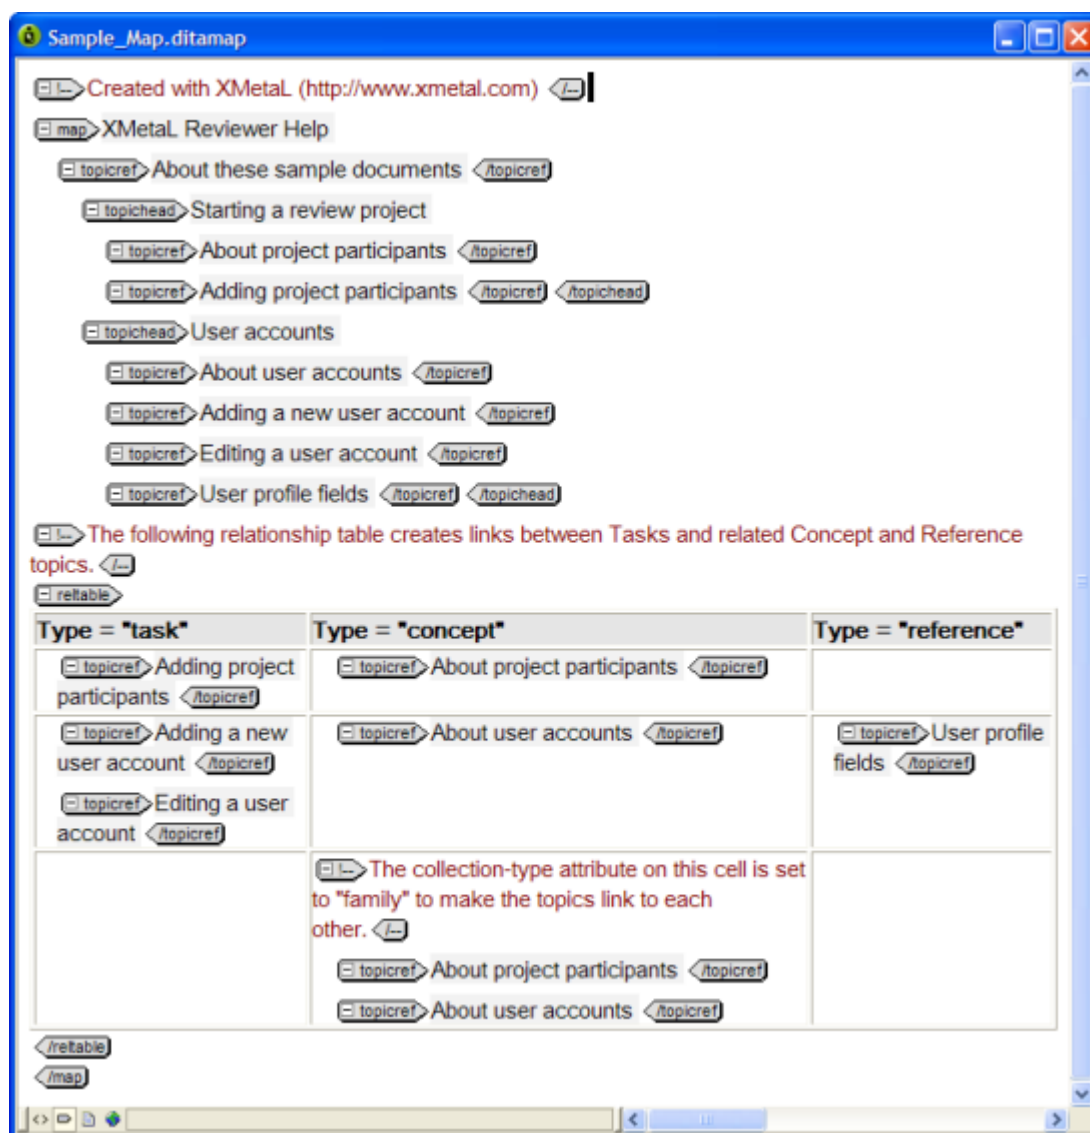 Sample_Map.ditamap
!-- Created with XMetaL (http://www.xmetal.com) /--
map XMetaL Reviewer Help
topicref About these sample documents /topicref
topichead Starting a review project
topicref About project participants /topicref
topicref Adding project participants /topicref /topichead
topichead User accounts
topicref About user accounts /topicref
topicref Adding a new user account /topicref
topicref Editing a user account /topicref
topicref User profile fields /topicref /topichead
!-- The following relationship table creates links between Tasks and related Concept and Reference
topics. /--
reltable
Type = "task" Type = "concept" Type = "reference"
topicref Adding project
participants /topicref
topicref About project participants /topicref
topicref Adding a new
user account /topicref
topicref Editing a user
account /topicref
topicref About user accounts /topicref
topicref User profile
fields /topicref
!-- The collection-type attribute on this cell is set
to "family" to make the topics link to each
other. /--
topicref About project participants /topicref
topicref About user accounts /topicref
/reltable
/map